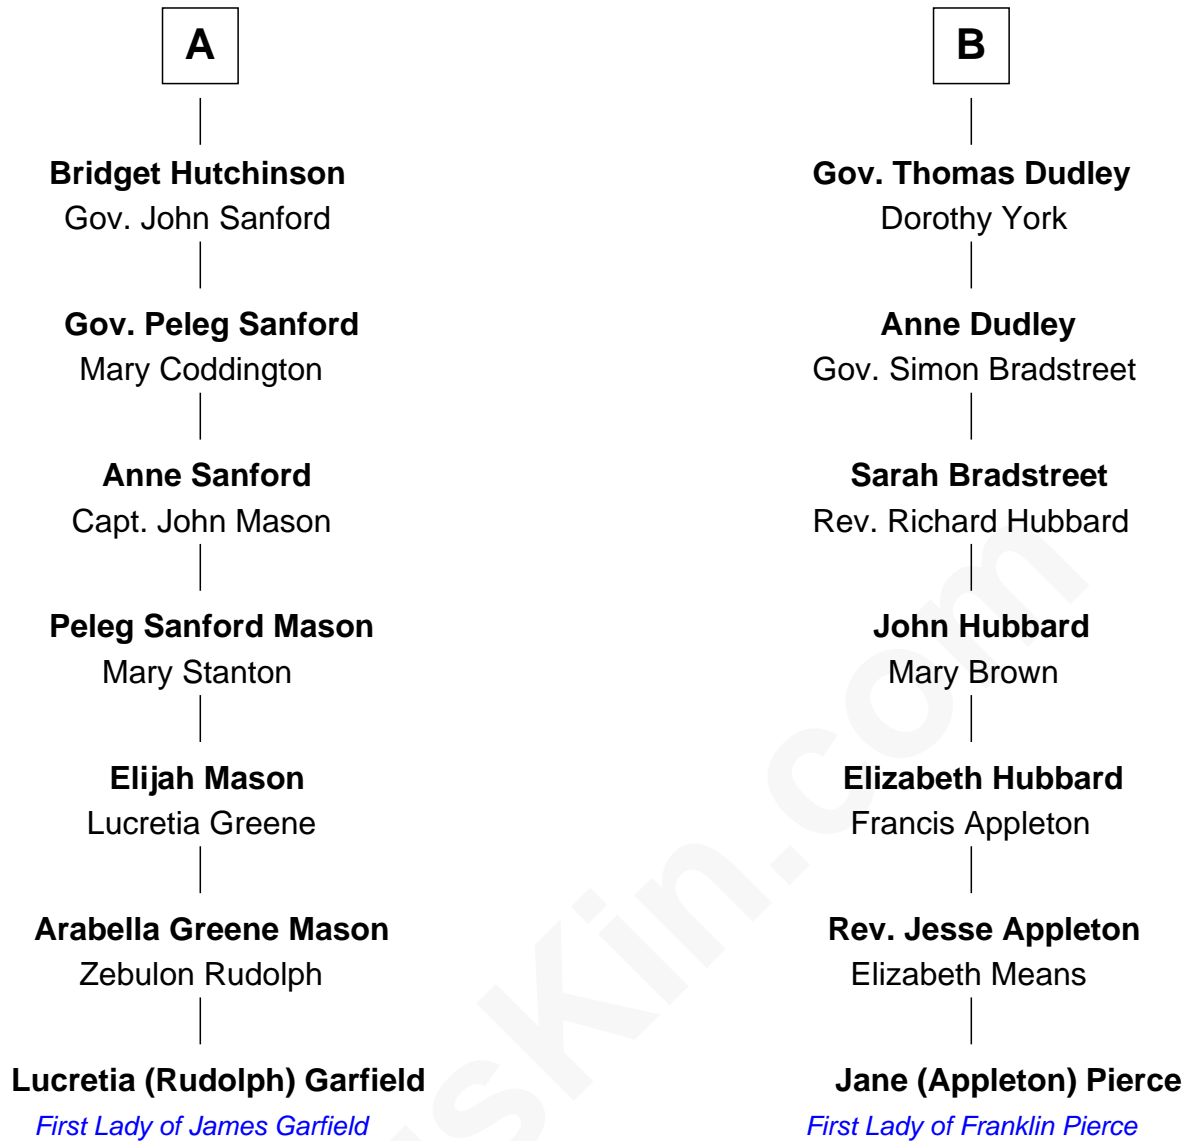 A
Bridget Hutchinson
Gov. John Sanford
Gov. Peleg Sanford
Mary Coddington
Anne Sanford
Capt. John Mason
Peleg Sanford Mason
Mary Stanton
Elijah Mason
Lucretia Greene
Arabella Greene Mason
Zebulon Rudolph
Lucretia (Rudolph) Garfield
First Lady of James Garfield
B
Gov. Thomas Dudley
Dorothy York
Anne Dudley
Gov. Simon Bradstreet
Sarah Bradstreet
Rev. Richard Hubbard
John Hubbard
Mary Brown
Elizabeth Hubbard
Francis Appleton
Rev. Jesse Appleton
Elizabeth Means
Jane (Appleton) Pierce
First Lady of Franklin Pierce
sKin.com